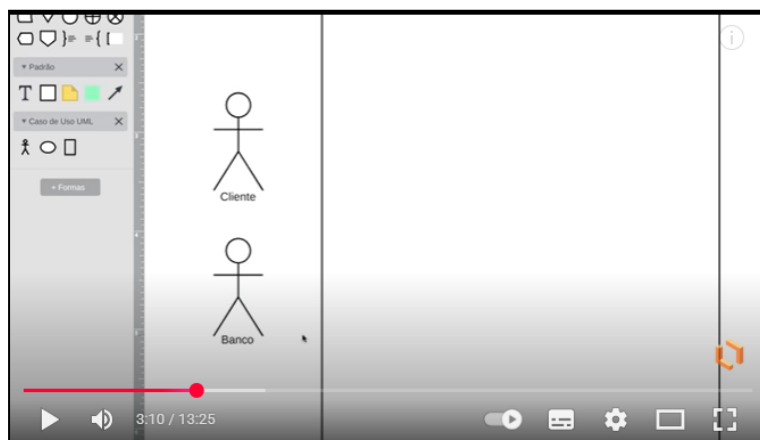 Padrão
T
Caso de Uso UML
+ Formas
Cliente
Banco
3:10 / 13:25